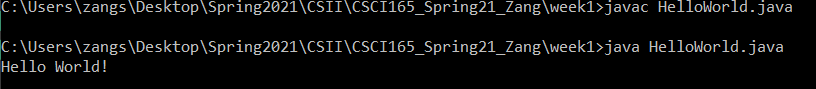 C:\Users\zangs\Desktop\Spring2021\CSII\CSCI165_Spring21_Zang\week1>javac HelloWorld.java
C:\Users\zangs\Desktop\Spring2021\CSII\CSCI165_Spring21_Zang\week1>java HelloWorld.java
Hello World!